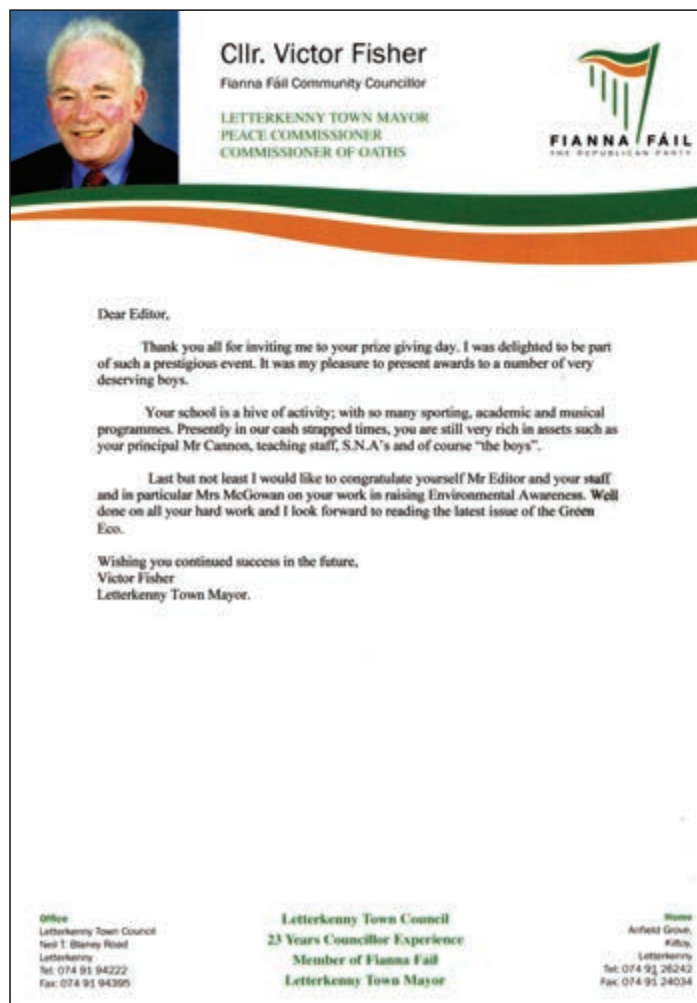 Cllr. Victor Fisher
Fianna Fáil Community Councillor
LETTERKENNY TOWN MAYOR
PEACE COMMISSIONER
COMMISSIONER OF OATHS
FIANNA FÁIL
THE REPUBLICAN PARTY
Dear Editor,
Thank you all for inviting me to your prize giving day. I was delighted to be part
of such a prestigious event. It was my pleasure to present awards to a number of very
deserving boys.
Your school is a hive of activity; with so many sporting, academic and musical
programmes. Presently in our cash strapped times, you are still very rich in assets such as
your principal Mr Cannon, teaching staff, S.N.A's and of course “the boys”.
Last but not least I would like to congratulate yourself Mr Editor and your staff
and in particular Mrs McGowan on your work in raising Environmental Awareness. Well
done on all your hard work and I look forward to reading the latest issue of the Green
Eco.
Wishing you continued success in the future,
Victor Fisher
Letterkenny Town Mayor.
Office
Letterkenny Town Council
Neil T. Blaney Road
Letterkenny
Tel: 074 91 94222
Fax: 074 91 94395
Letterkenny Town Council
23 Years Councillor Experience
Member of Fianna Fáil
Letterkenny Town Mayor
Home
Anfield Grove,
Letterkenny
Tel: 074 91 26242
Fax: 074 91 24034